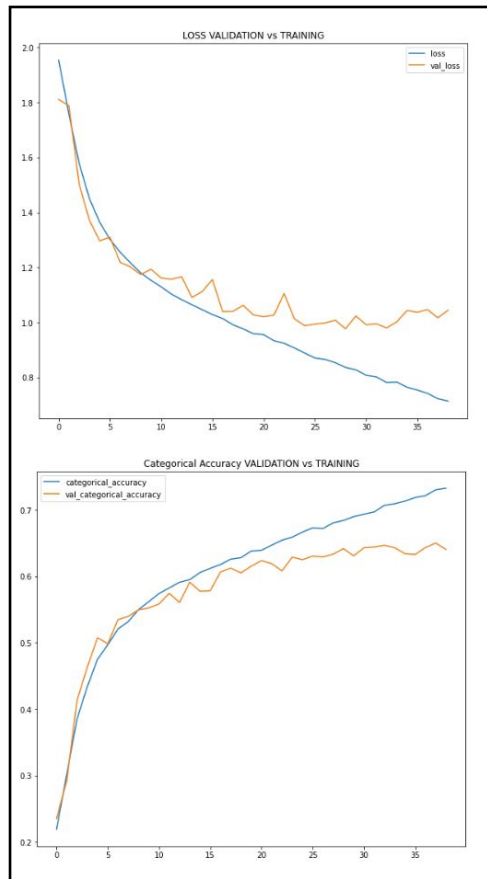 LOSS VALIDATION vs TRAINING
loss
val_loss
2.0
1.8
1.6
1.4
1.2
1.0
0.8
0 5 10 15 20 25 30 35
Categorical Accuracy VALIDATION vs TRAINING
categorical_accuracy
val_categorical_accuracy
0.7
0.6
0.5
0.4
0.3
0.2
0 5 10 15 20 25 30 35